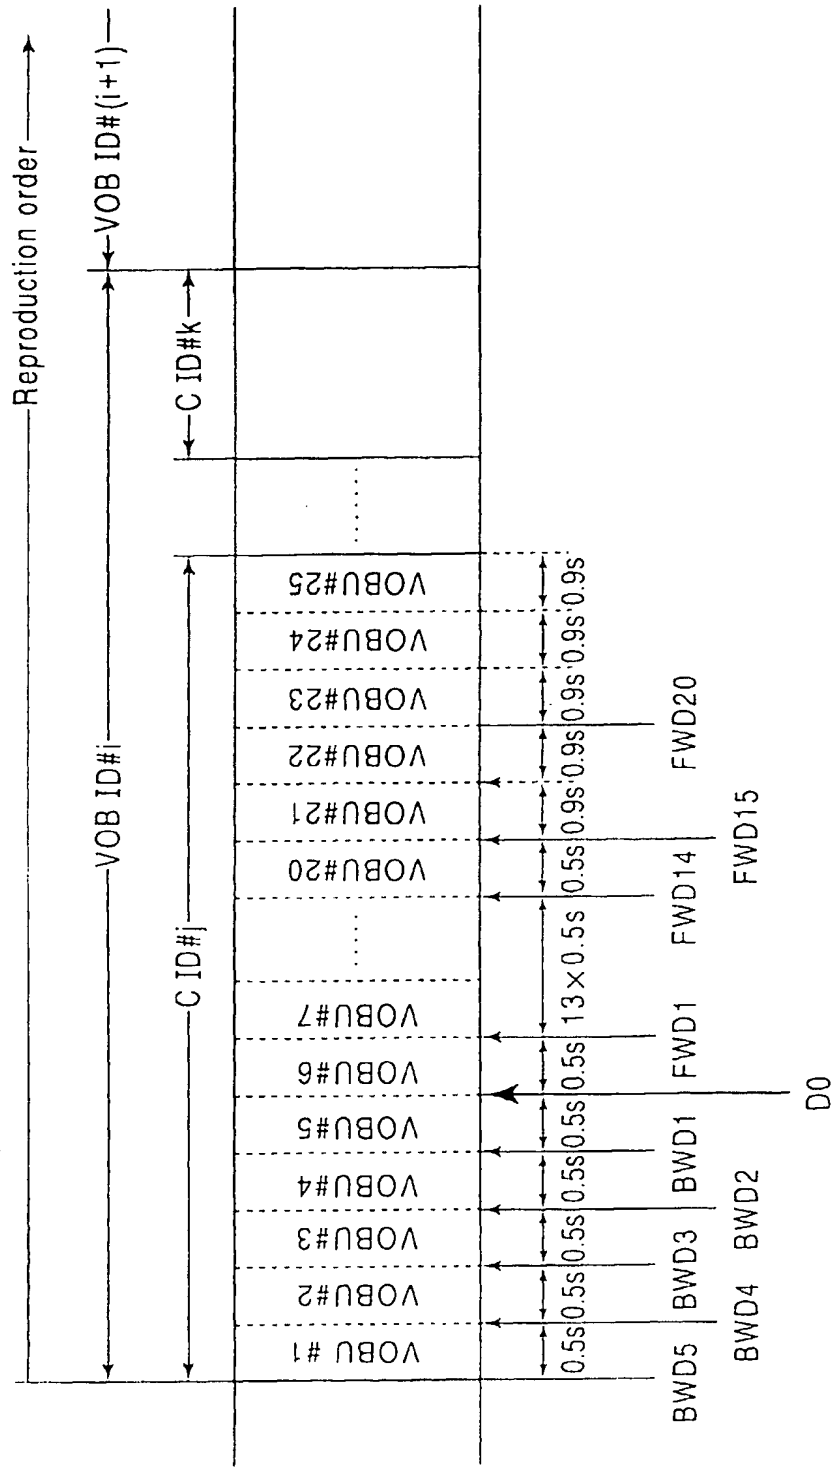 Reproduction order
VOB ID#i
VOB ID#(i+1)
C ID#j
C ID#k
VOBU #1
VOBU#2
VOBU#3
VOBU#4
VOBU#5
VOBU#6
VOBU#7
.......
VOBU#20
VOBU#21
VOBU#22
VOBU#23
VOBU#24
VOBU#25
.......
0.5s
0.5s
0.5s
0.5s
0.5s
0.5s
13×0.5s
0.5s
0.9s
0.9s
0.9s
0.9s
0.9s
BWD5
BWD3
BWD1
FWD1
FWD14
FWD20
BWD4
BWD2
FWD15
D0